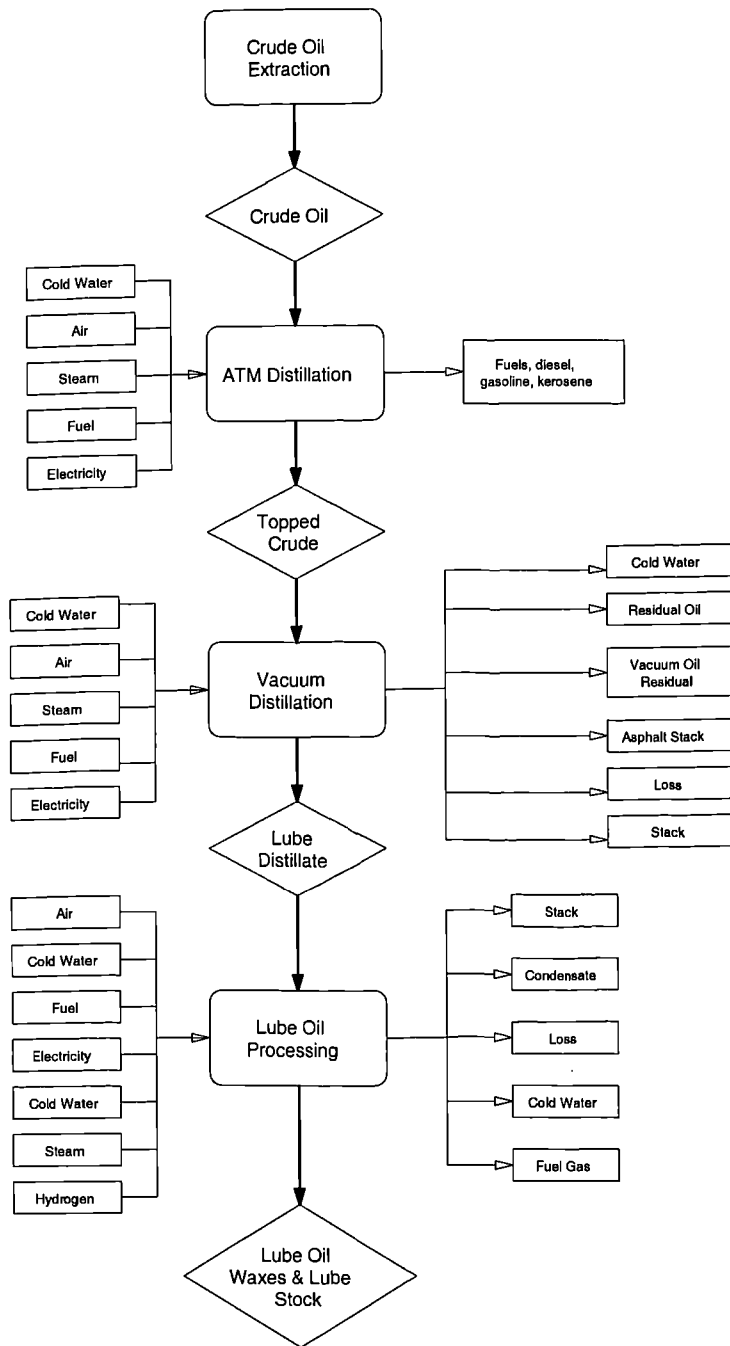 Crude Oil
Extraction
Crude Oil
Cold Water
Air
Steam
Fuel
Electricity
ATM Distillation
Fuels, diesel,
gasoline, kerosene
Topped
Crude
Cold Water
Air
Steam
Fuel
Electricity
Vacuum
Distillation
Cold Water
Residual Oil
Vacuum Oil
Residual
Asphalt Stack
Loss
Stack
Lube
Distillate
Air
Cold Water
Fuel
Electricity
Cold Water
Steam
Hydrogen
Lube Oil
Processing
Stack
Condensate
Loss
Cold Water
Fuel Gas
Lube Oil
Waxes & Lube
Stock